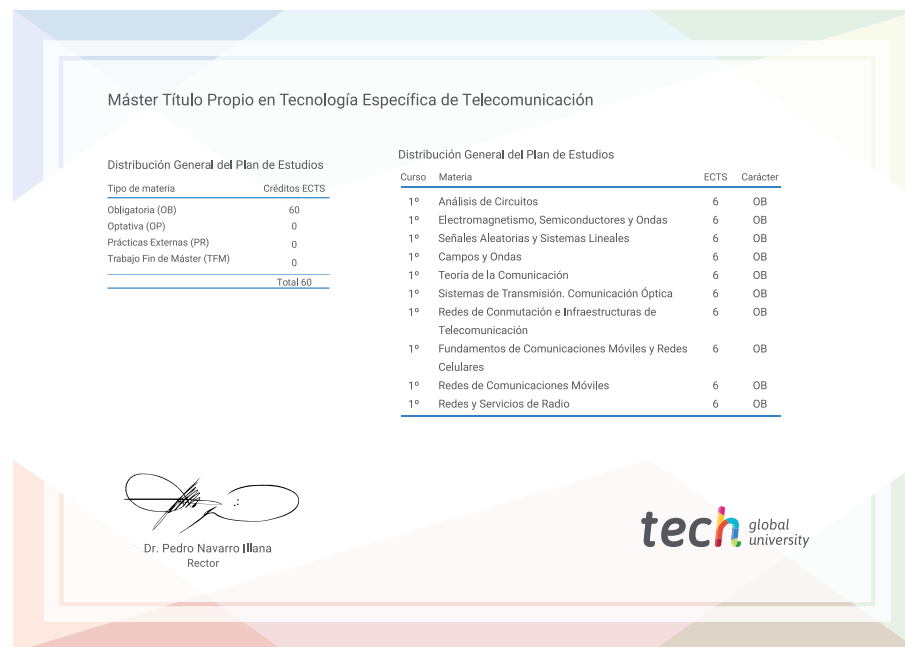 Máster Título Propio en Tecnología Específica de Telecomunicación
Distribución General del Plan de Estudios
Tipo de materia Créditos ECTS
Obligatoria (OB) 60
Optativa (OP) 0
Prácticas Externas (PR) 0
Trabajo Fin de Máster (TFM) 0
Total 60
Distribución General del Plan de Estudios
Curso Materia ECTS Carácter
1º Análisis de Circuitos 6 OB
1º Electromagnetismo, Semiconductores y Ondas 6 OB
1º Señales Aleatorias y Sistemas Lineales 6 OB
1º Campos y Ondas 6 OB
1º Teoría de la Comunicación 6 OB
1º Sistemas de Transmisión. Comunicación Óptica 6 OB
1º Redes de Conmutación e Infraestructuras de 6 OB
Telecomunicación
1º Fundamentos de Comunicaciones Móviles y Redes 6 OB
Celulares
1º Redes de Comunicaciones Móviles 6 OB
1º Redes y Servicios de Radio 6 OB
Dr. Pedro Navarro Illana
Rector
tech global
university